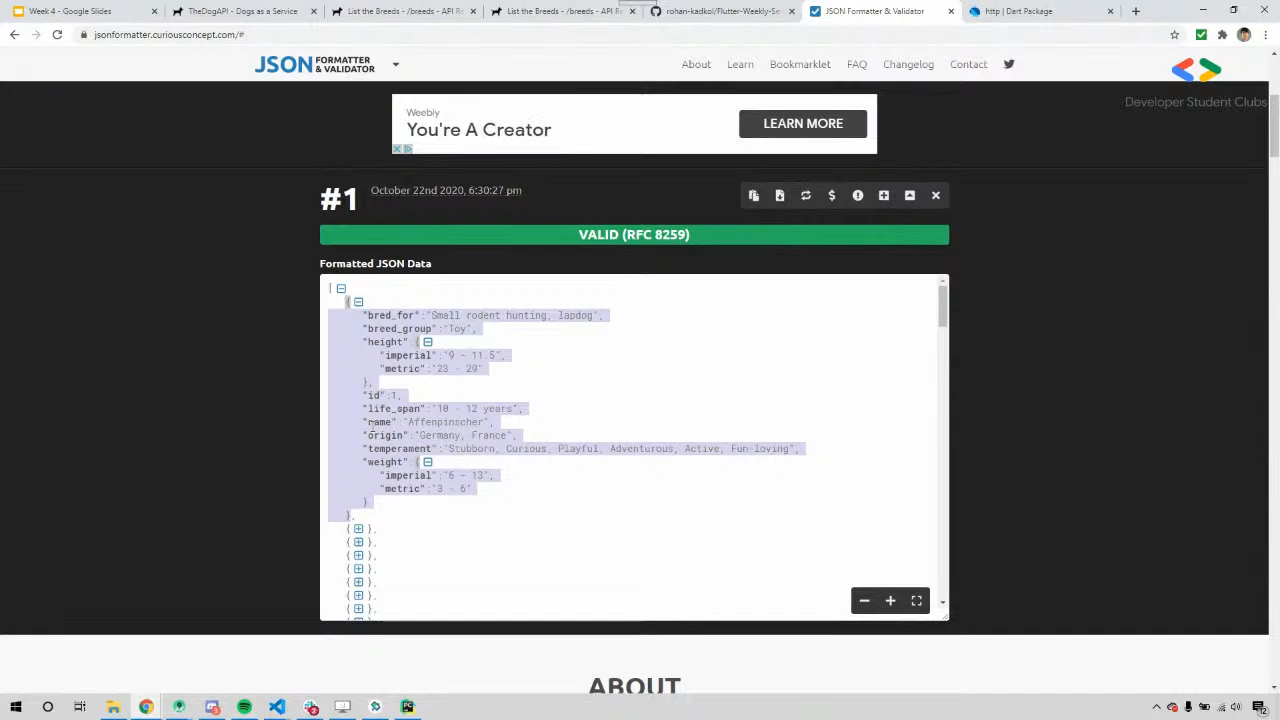 Week 4 - Slides
TheDogAPI - Dogs as a Service
List the Breeds - /breeds - API R
List the Breeds - /breeds - API R
rohan-kadkol/Flutter-Weekly-Se
JSON Formatter & Validator
http | Dart Package
jsonformatter.curiousconcept.com/#
JSON FORMATTER & VALIDATOR
About Learn Bookmarklet FAQ Changelog Contact
Developer Student Clubs
Weebly
You're A Creator
LEARN MORE
#1 October 22nd 2020, 6:30:27 pm
VALID (RFC 8259)
Formatted JSON Data
[
{
"bred_for":"Small rodent hunting, lapdog",
"breed_group":"Toy",
"height":{
"imperial":"9 - 11.5",
"metric":"23 - 29"
},
"id":1,
"life_span":"10 - 12 years",
"name":"Affenpinscher",
"origin":"Germany, France",
"temperament":"Stubborn, Curious, Playful, Adventurous, Active, Fun-loving",
"weight":{
"imperial":"6 - 13",
"metric":"3 - 6"
}
},
{ },
{ },
{ },
{ },
{ },
{ },
{ },
ABOUT